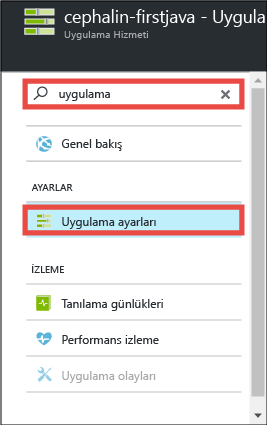 cephalin-firstjava - Uygula
Uygulama Hizmeti
uygulama
Genel bakış
AYARLAR
Uygulama ayarları
İZLEME
Tanılama günlükleri
Performans izleme
Uygulama olayları